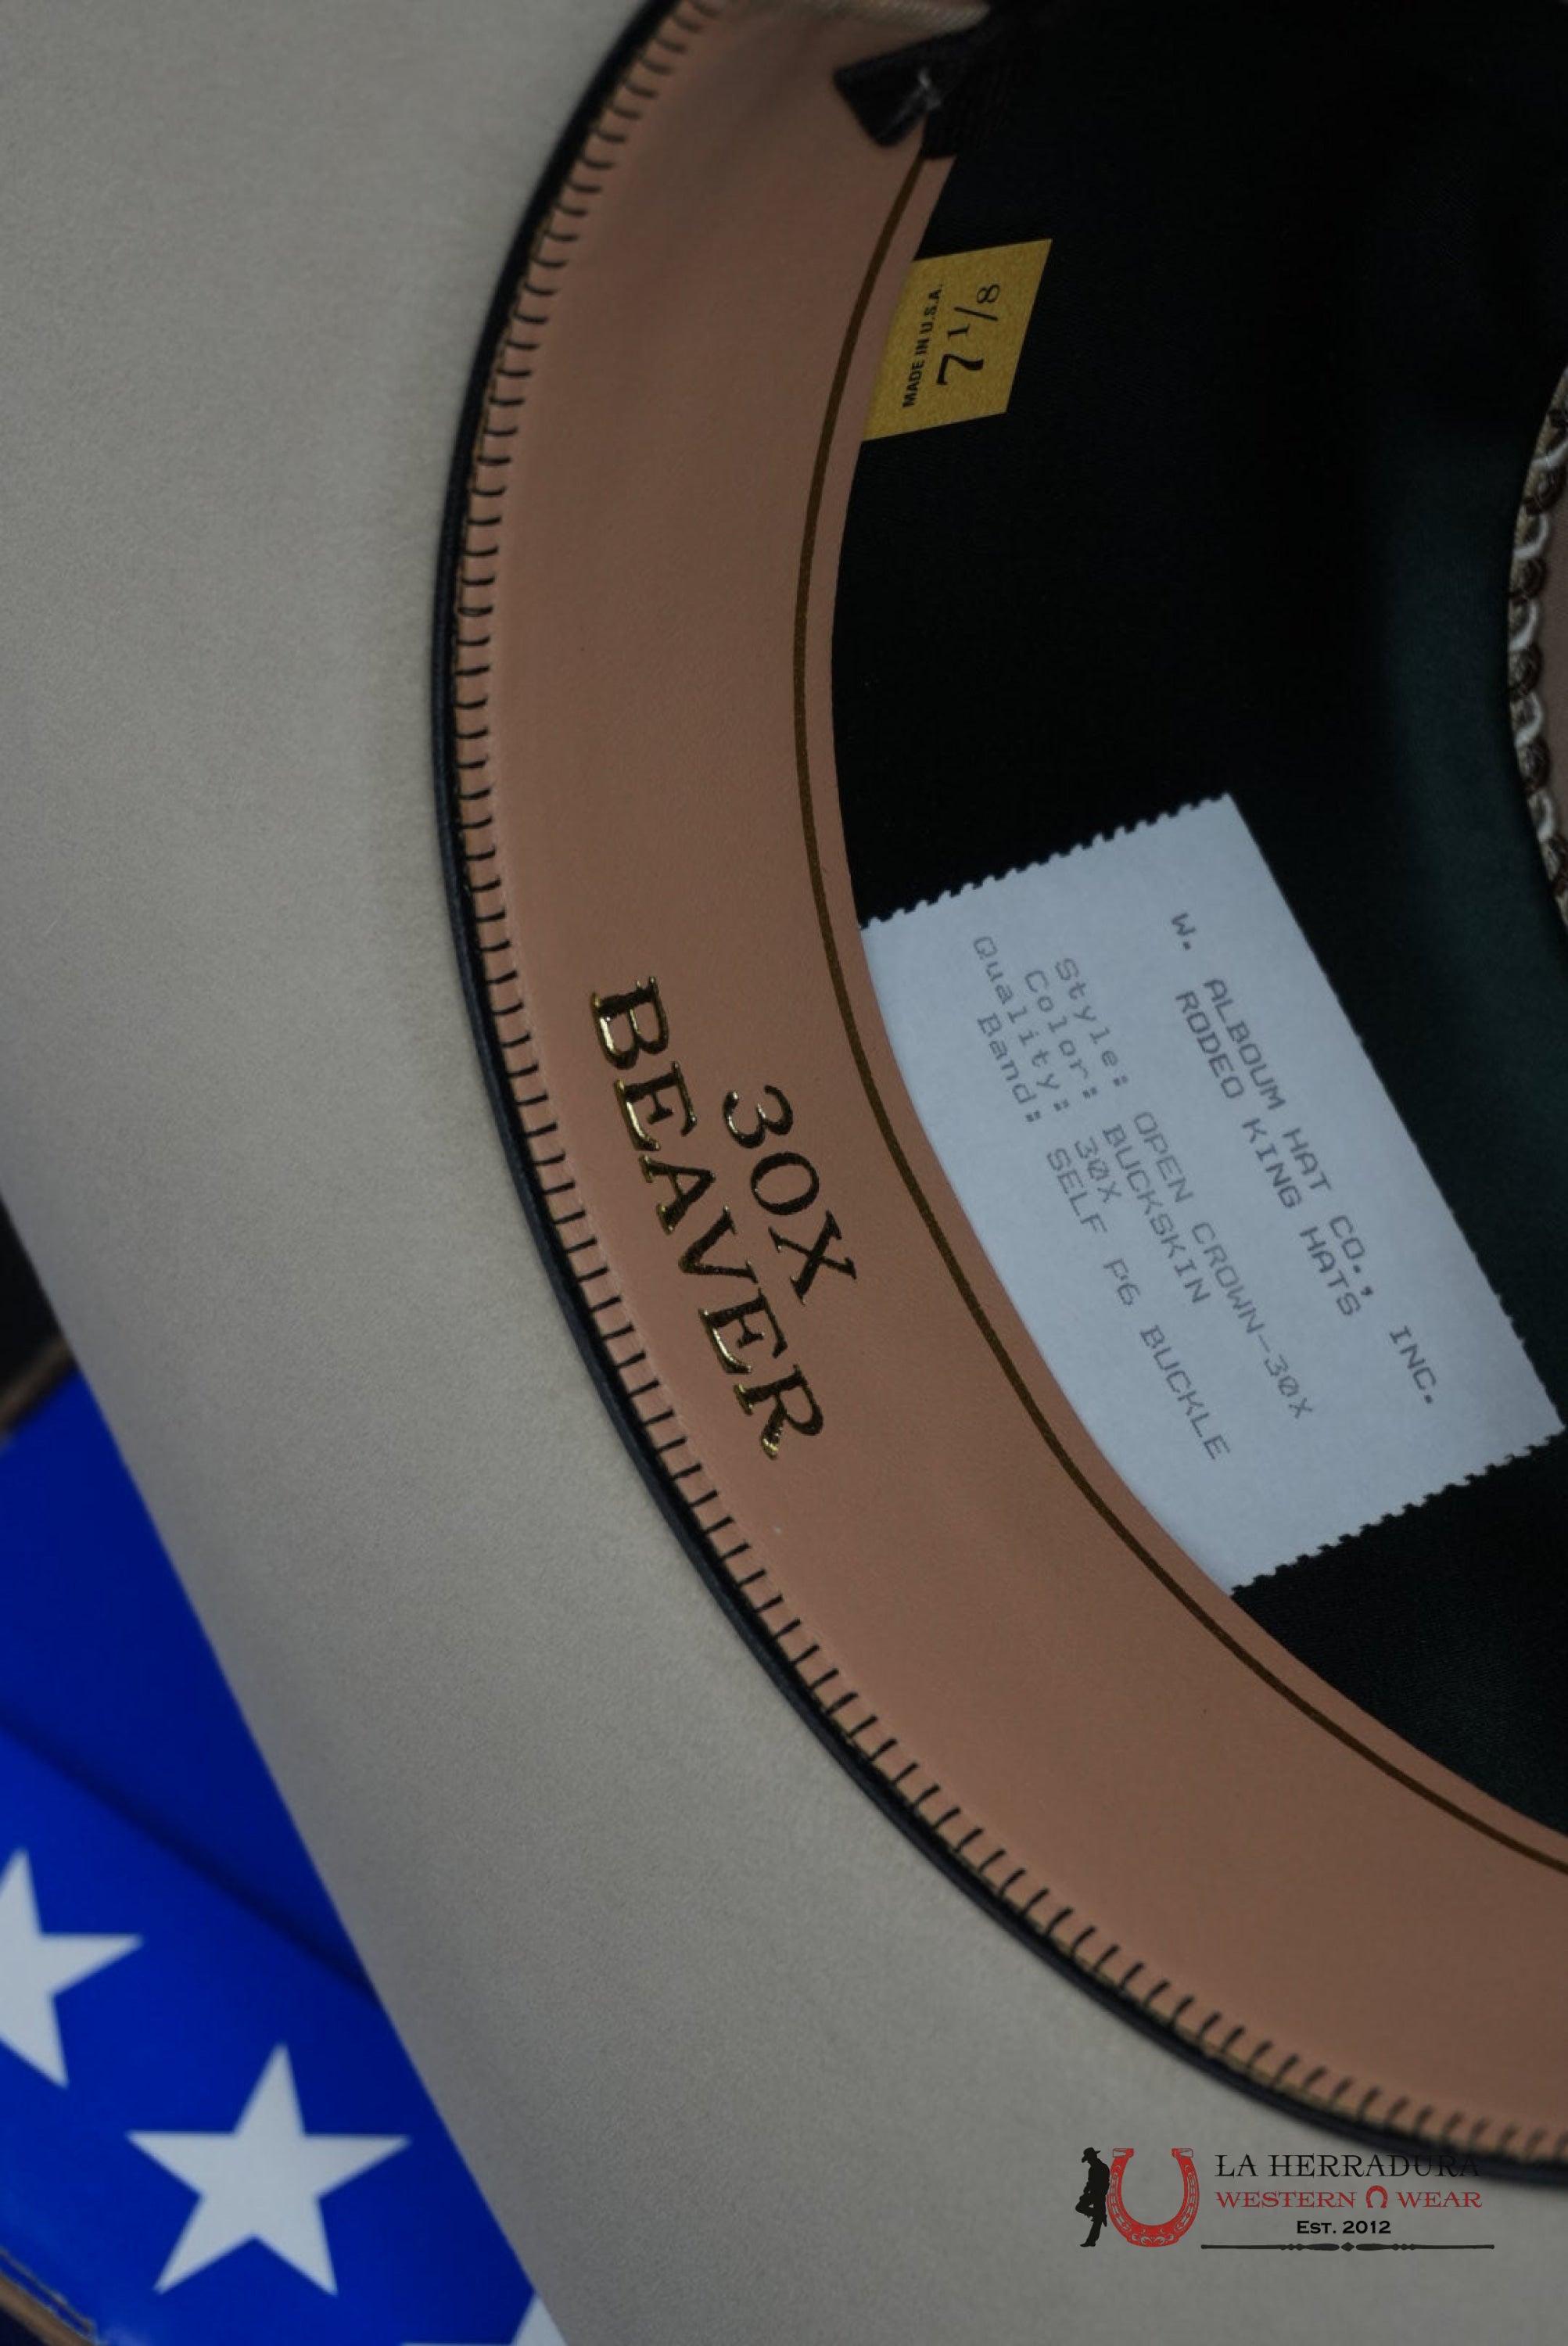 MADE IN U.S.A.
7 1/8
W. ALBOUM HAT CO., INC.
RODEO KING HATS
Style: OPEN CROWN-30X
Color: BUCKSKIN
Quality: 30X
Band: SELF P6 BUCKLE
30X
BEAVER
LA HERRADURA
WESTERN WEAR
EST. 2012